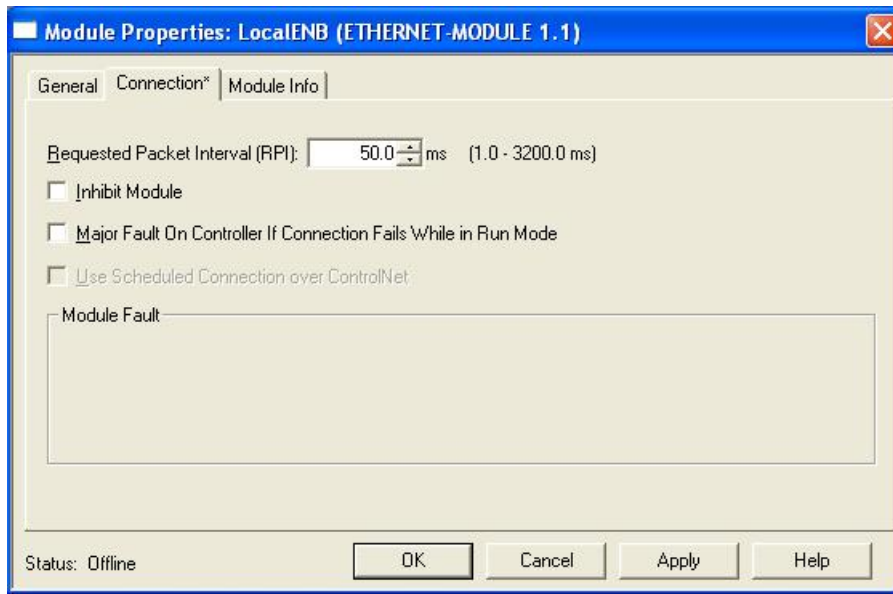 Module Properties: LocalENB (ETHERNET-MODULE 1.1)
General Connection* Module Info
Requested Packet Interval (RPI): 50.0 ms (1.0 - 3200.0 ms)
Inhibit Module
Major Fault On Controller If Connection Fails While in Run Mode
Use Scheduled Connection over ControlNet
Module Fault
Status: Offline OK Cancel Apply Help